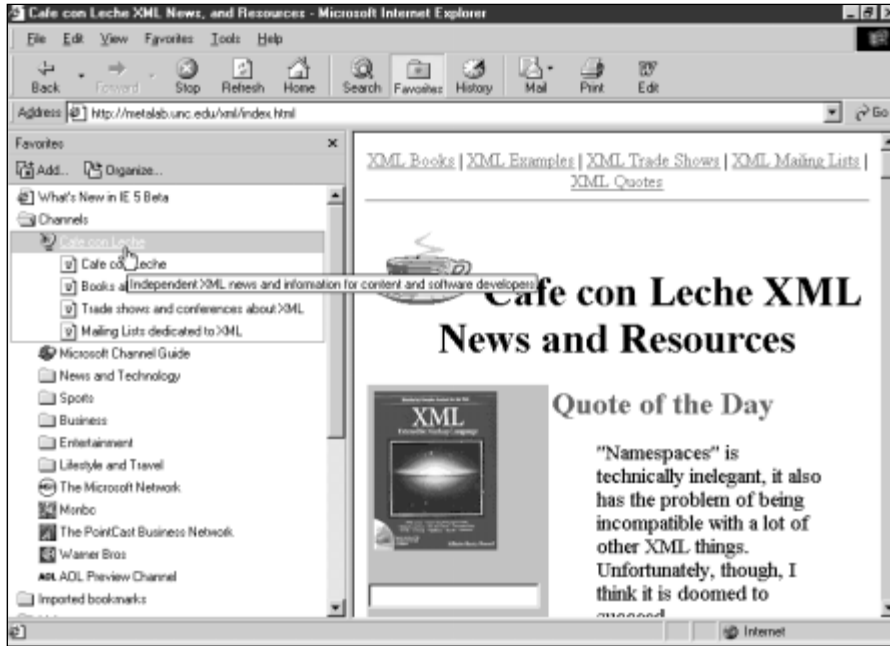 Cafe con Leche XML News, and Resources - Microsoft Internet Explorer
File Edit View Favorites Tools Help
Back Forward Stop Refresh Home Search Favorites History Mail Print Edit
Address http://metalab.unc.edu/xml/index.html Go
Favorites
Add... Organize...
What's New in IE 5 Beta
Channels
Cafe con Leche
Cafe con Leche
Books a
Independent XML news and information for content and software developers
Trade shows and conferences about XML
Mailing Lists dedicated to XML
Microsoft Channel Guide
News and Technology
Sports
Business
Entertainment
Lifestyle and Travel
The Microsoft Network
Msnbc
The PointCast Business Network
Warner Bros
AOL AOL Preview Channel
Imported bookmarks
XML Books | XML Examples | XML Trade Shows | XML Mailing Lists |
XML Quotes
Cafe con Leche XML
News and Resources
XML
Extensible Markup Language
Quote of the Day
"Namespaces" is
technically inelegant, it also
has the problem of being
incompatible with a lot of
other XML things.
Unfortunately, though, I
think it is doomed to
succeed
Internet